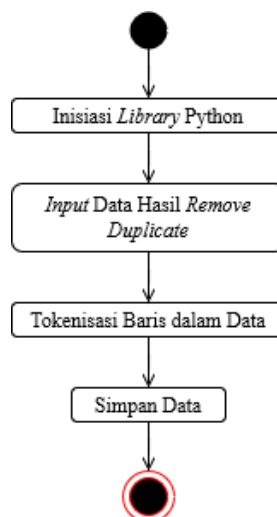 Inisiasi Library Python
Input Data Hasil Remove
Duplicate
Tokenisasi Baris dalam Data
Simpan Data